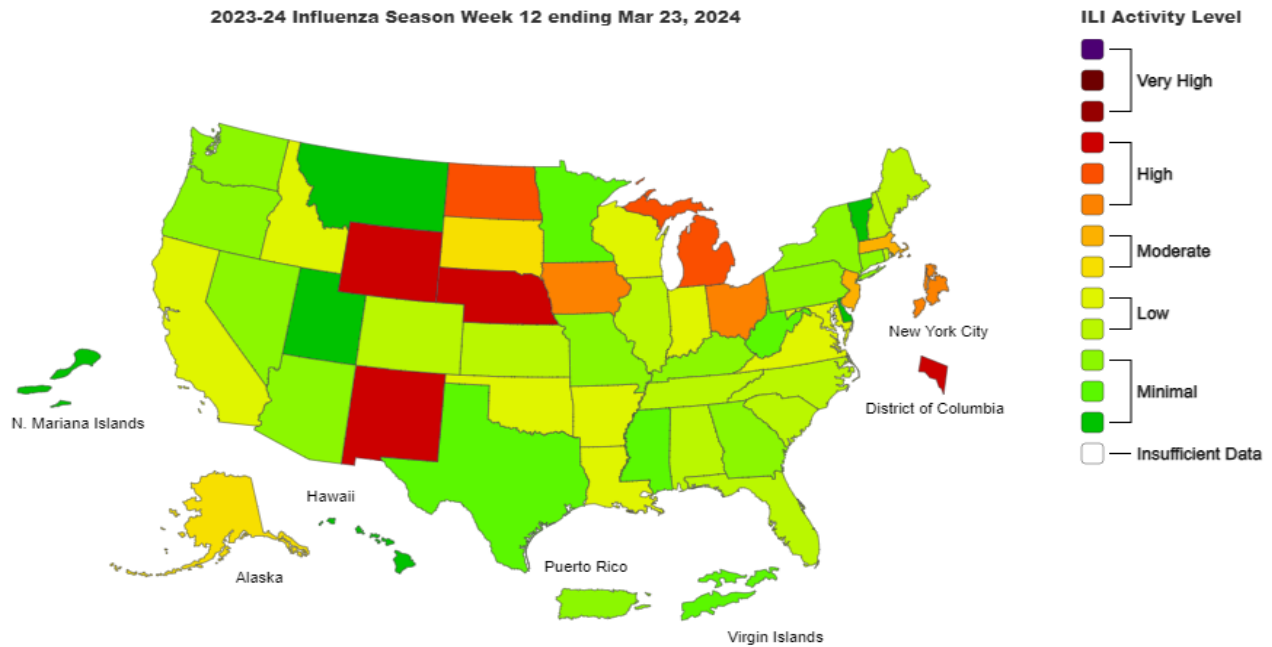 2023-24 Influenza Season Week 12 ending Mar 23, 2024
ILI Activity Level
Very High
High
Moderate
Low
Minimal
Insufficient Data
New York City
District of Columbia
N. Mariana Islands
Hawaii
Alaska
Puerto Rico
Virgin Islands